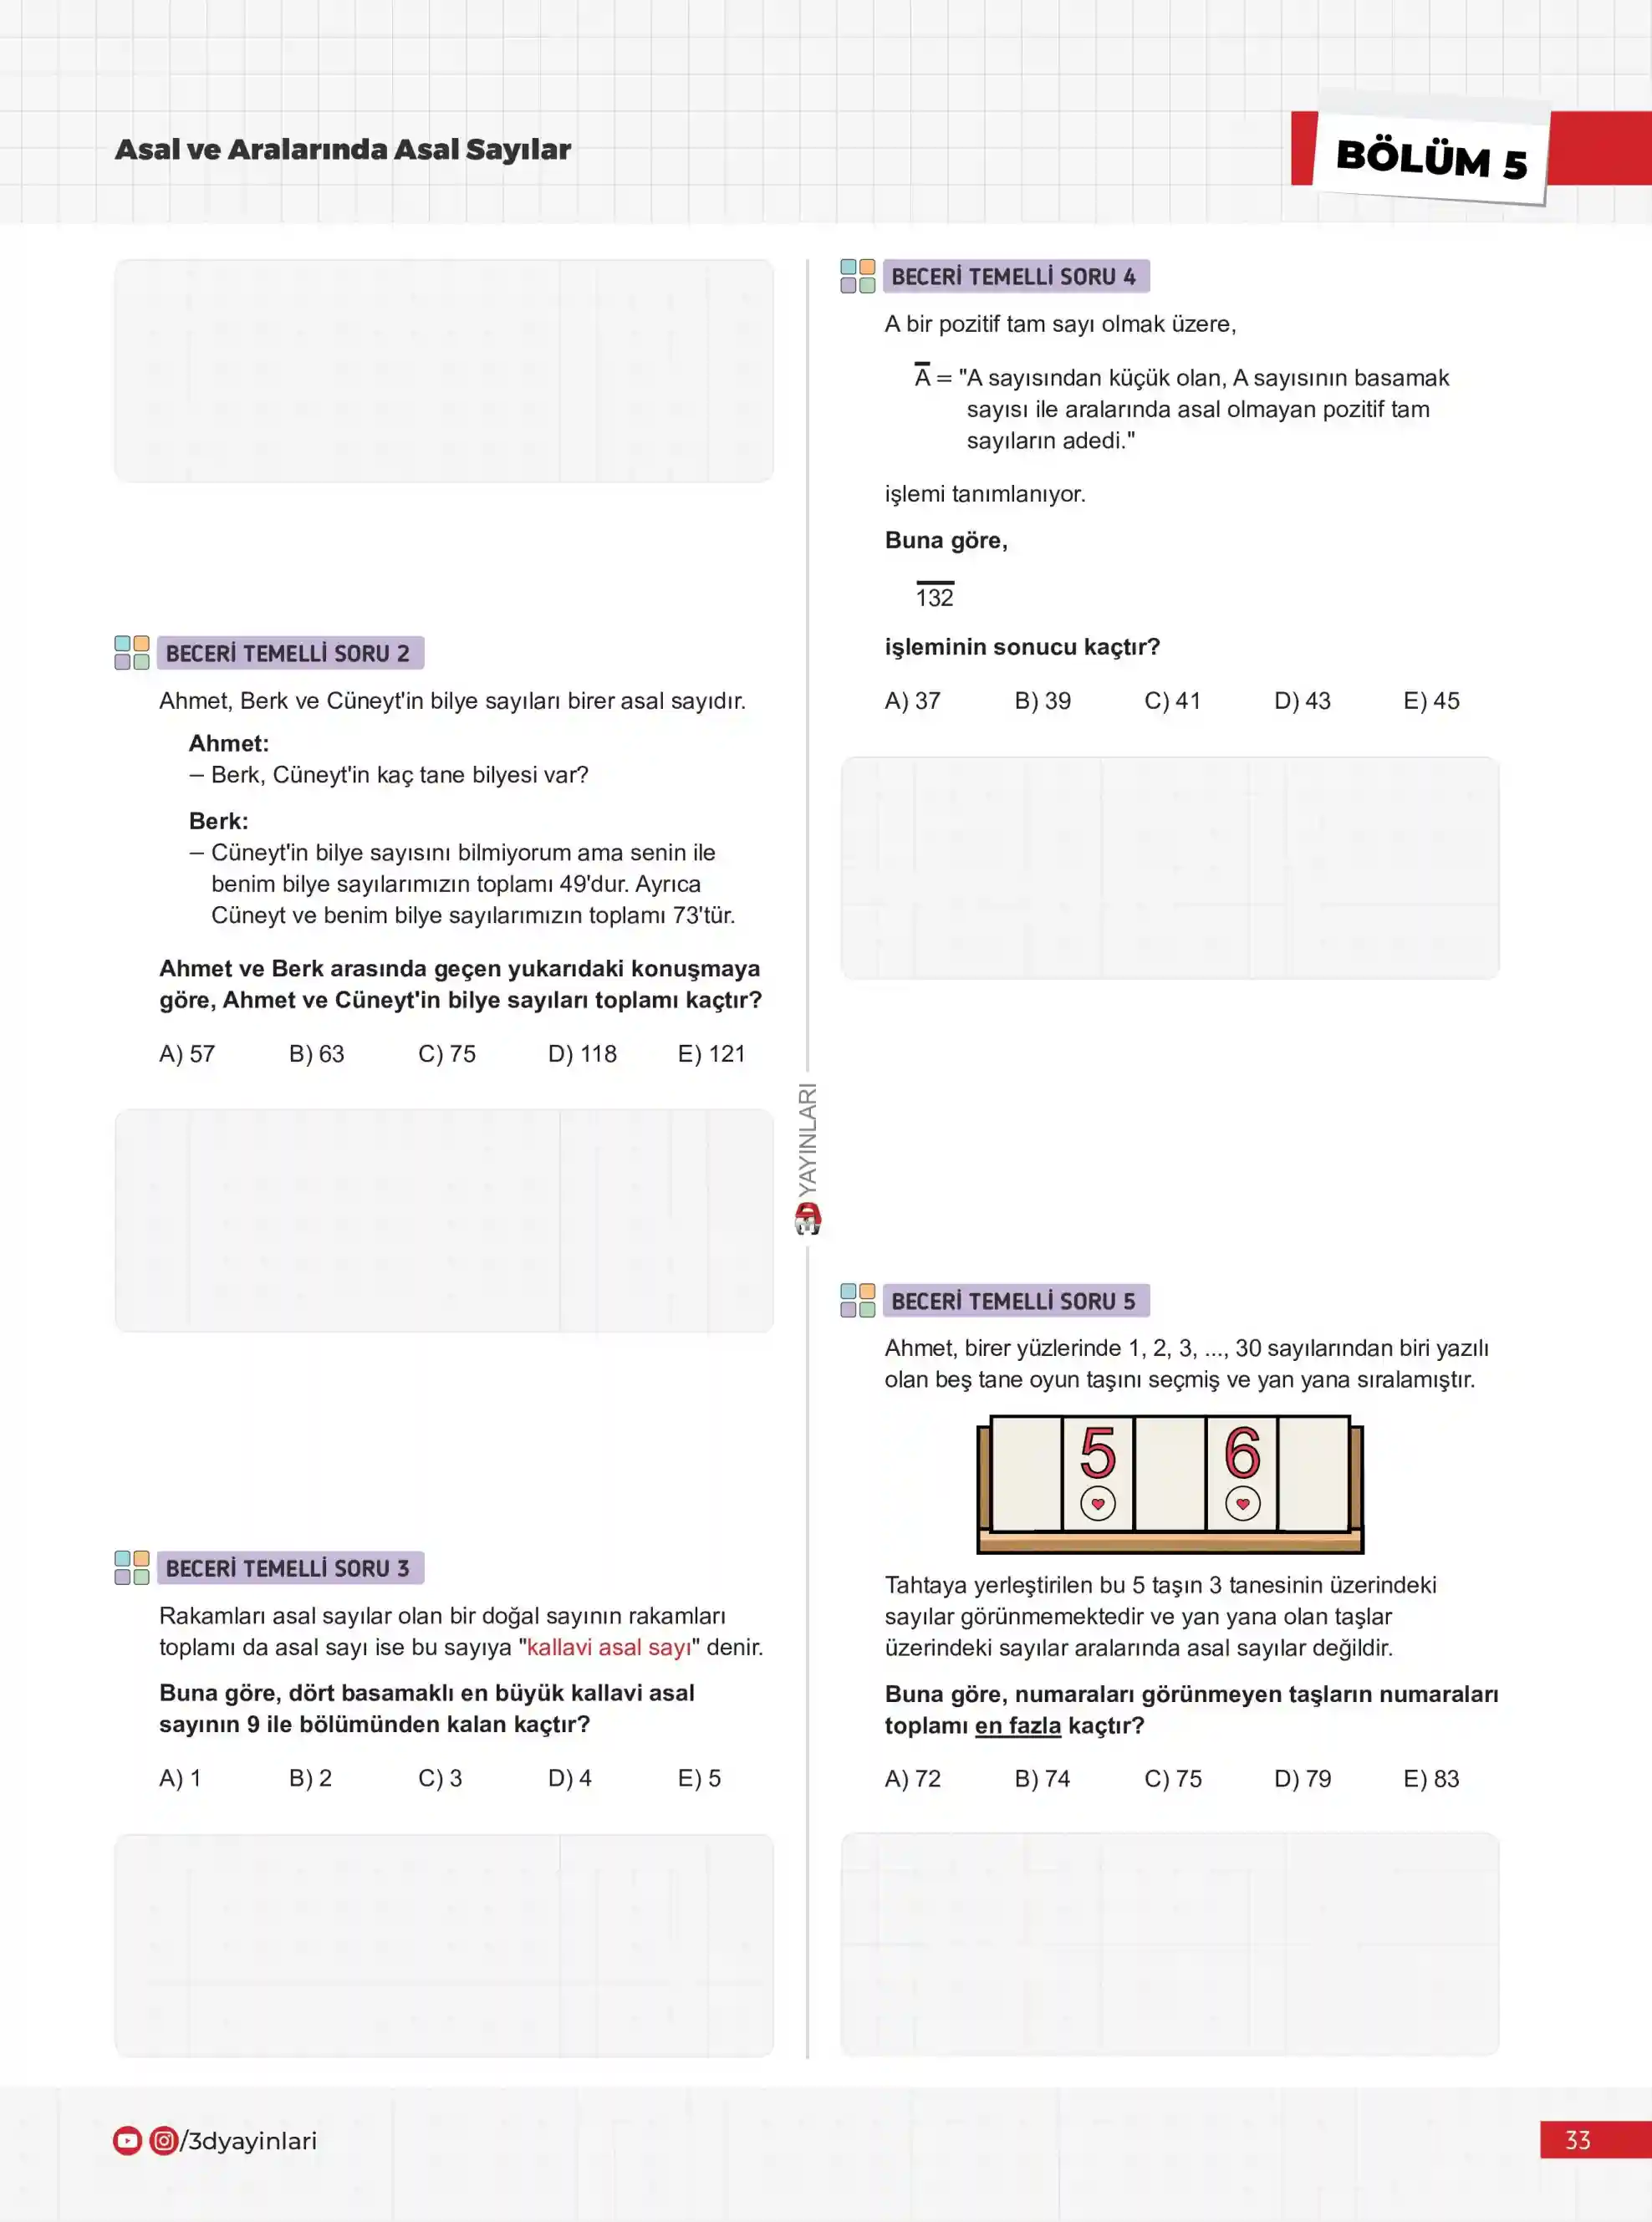 Asal ve Aralarında Asal Sayılar
BÖLÜM 5
BECERİ TEMELLİ SORU 2
Ahmet, Berk ve Cüneyt'in bilye sayıları birer asal sayıdır.
Ahmet:
– Berk, Cüneyt'in kaç tane bilyesi var?
Berk:
– Cüneyt'in bilye sayısını bilmiyorum ama senin ile
benim bilye sayılarımızın toplamı 49'dur. Ayrıca
Cüneyt ve benim bilye sayılarımızın toplamı 73'tür.
Ahmet ve Berk arasında geçen yukarıdaki konuşmaya
göre, Ahmet ve Cüneyt'in bilye sayıları toplamı kaçtır?
A) 57 B) 63 C) 75 D) 118 E) 121
BECERİ TEMELLİ SORU 3
Rakamları asal sayılar olan bir doğal sayının rakamları
toplamı da asal sayı ise bu sayıya "kallavi asal sayı" denir.
Buna göre, dört basamaklı en büyük kallavi asal
sayının 9 ile bölümünden kalan kaçtır?
A) 1 B) 2 C) 3 D) 4 E) 5
YAYINLARI
BECERİ TEMELLİ SORU 4
A bir pozitif tam sayı olmak üzere,
A̅ = "A sayısından küçük olan, A sayısının basamak
sayısı ile aralarında asal olmayan pozitif tam
sayıların adedi."
işlemi tanımlanıyor.
Buna göre,
1̅3̅2̅
işleminin sonucu kaçtır?
A) 37 B) 39 C) 41 D) 43 E) 45
BECERİ TEMELLİ SORU 5
Ahmet, birer yüzlerinde 1, 2, 3, ..., 30 sayılarından biri yazılı
olan beş tane oyun taşını seçmiş ve yan yana sıralamıştır.
5 6
Tahtaya yerleştirilen bu 5 taşın 3 tanesinin üzerindeki
sayılar görünmemektedir ve yan yana olan taşlar
üzerindeki sayılar aralarında asal sayılar değildir.
Buna göre, numaraları görünmeyen taşların numaraları
toplamı en fazla kaçtır?
A) 72 B) 74 C) 75 D) 79 E) 83
/3dyayinlari
33